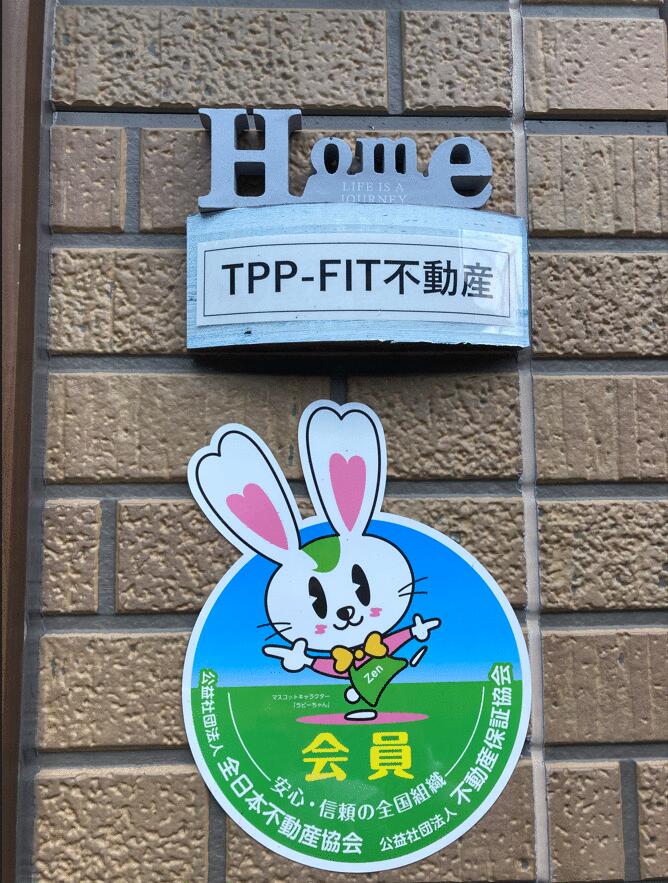 Home
LIFE IS A
JOURNEY
TPP-FIT不動産
Zen
マスコットキャラクター
「ラビーちゃん」
会員
安心・信頼の全国組織
公益社団法人 全日本不動産協会
公益社団法人 不動産保証協会